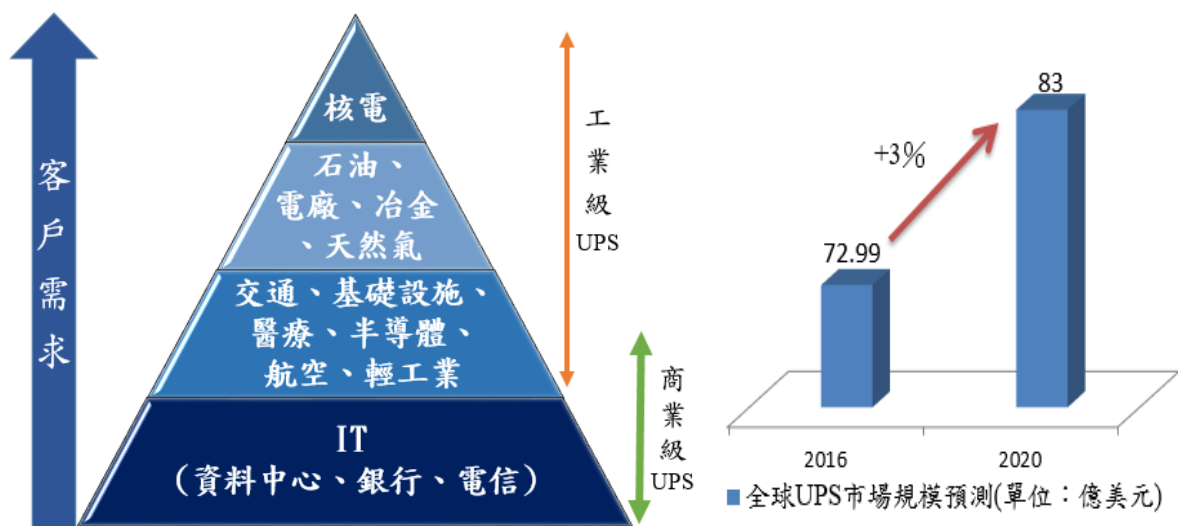 客戶需求
核電
石油、
電廠、冶金
、天然氣
交通、基礎設施、
醫療、半導體、
航空、輕工業
IT
（資料中心、銀行、電信）
工業級
UPS
商業級
UPS
83
+3%
72.99
2016
2020
全球UPS市場規模預測(單位：億美元)